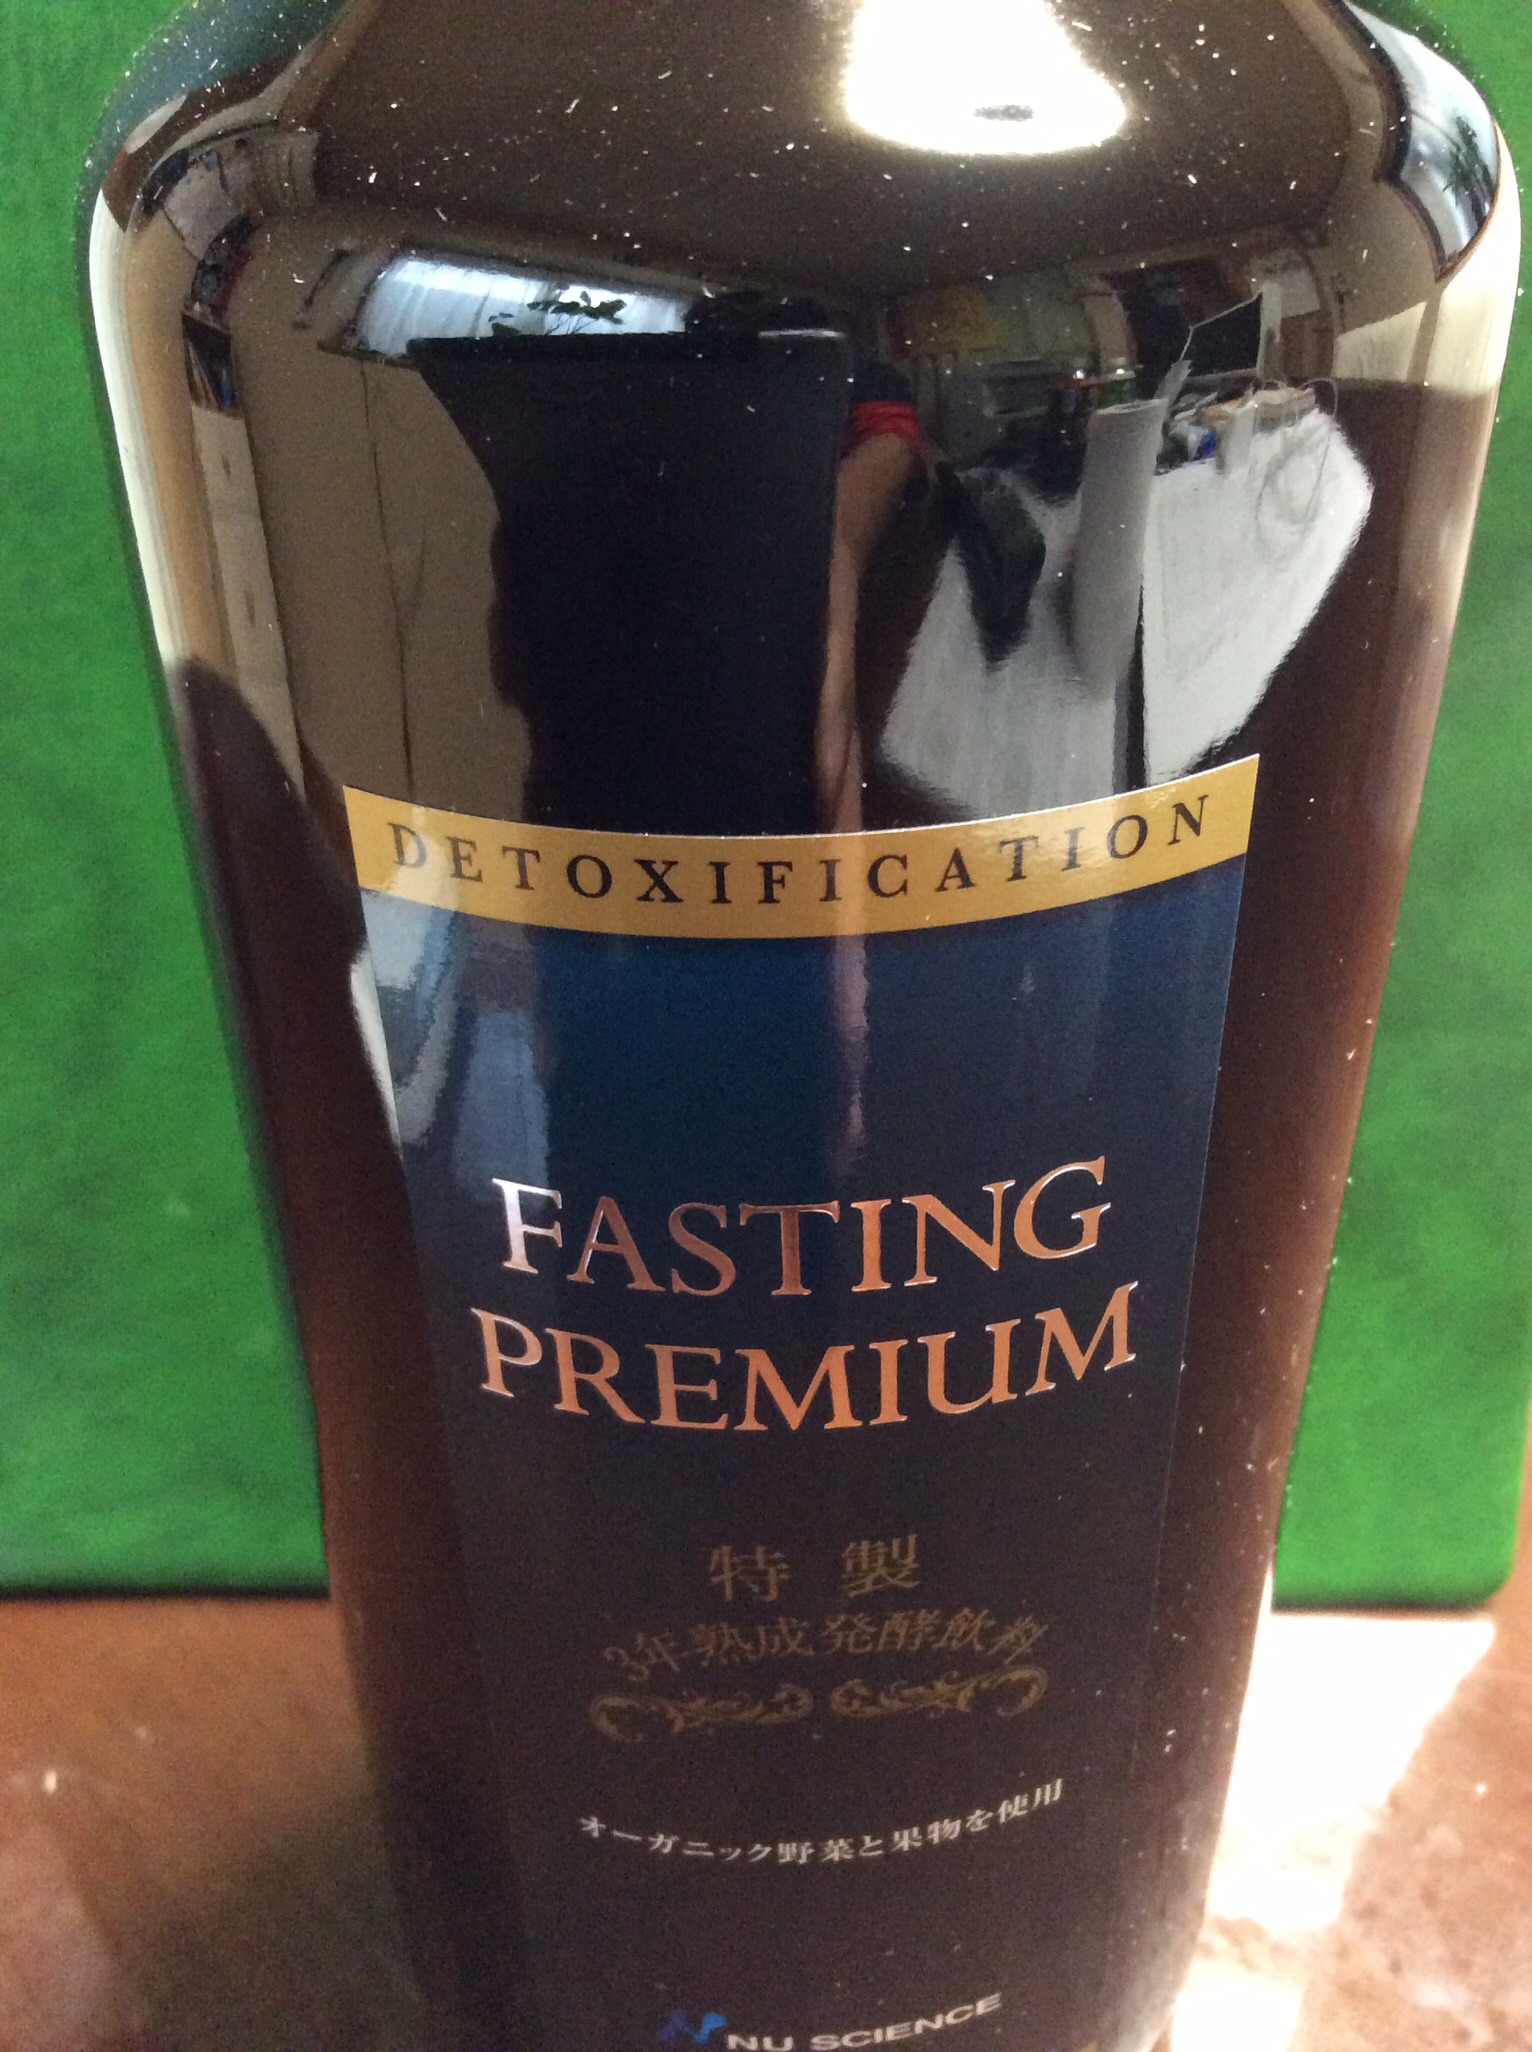 DETOXIFICATION
FASTING
PREMIUM
特製
3年熟成発酵飲料
オーガニック野菜と果物を使用
NU SCIENCE